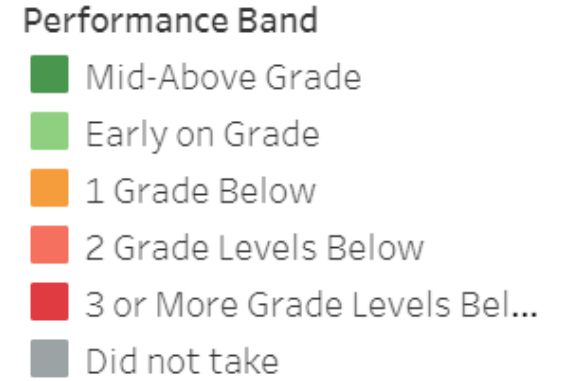 Performance Band
Mid-Above Grade
Early on Grade
1 Grade Below
2 Grade Levels Below
3 or More Grade Levels Bel...
Did not take